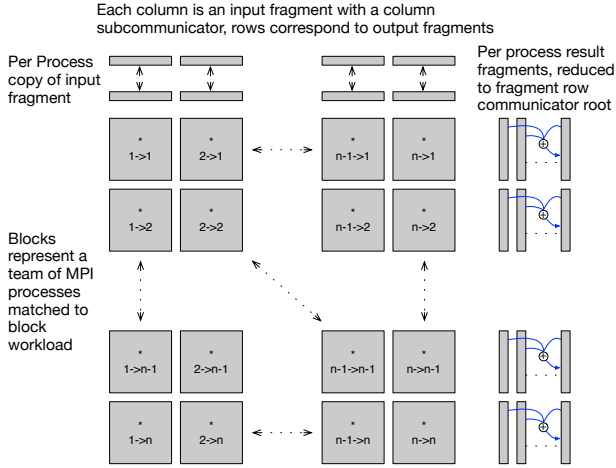 Each column is an input fragment with a column
subcommunicator, rows correspond to output fragments
Per Process
copy of input
fragment
Per process result
fragments, reduced
to fragment row
communicator root
* * * *
1->1 2->1 n-1->1 n->1
* * * *
1->2 2->2 n-1->2 n->2
Blocks
represent a
team of MPI
processes
matched to
block
workload
* * * *
1->n-1 2->n-1 n-1->n-1 n->n-1
* * * *
1->n 2->n n-1->n n->n